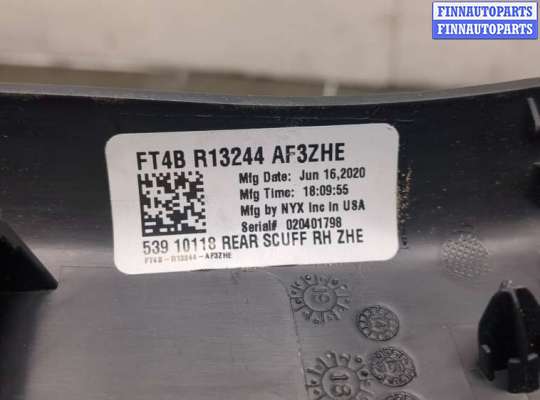 FINNAUTOPARTS
FINNAUTOPARTS
FINNAUTOPARTS
FT4B R13244 AF3ZHE
Mfg Date: Jun 16,2020
Mfg Time: 18:09:55
Mfg by NYX Inc in USA
Serial# 020401798
539 10118 REAR SCUFF RH ZHE
FT4B-R13244-AF3ZHE